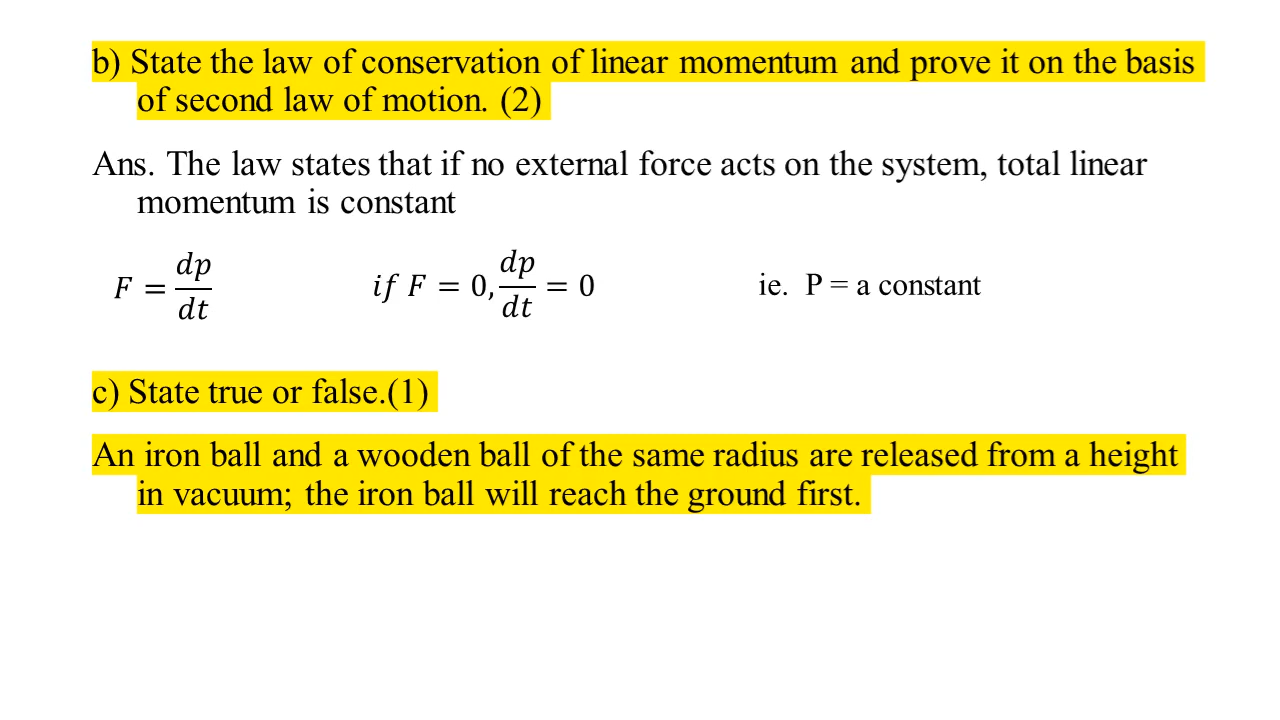 b) State the law of conservation of linear momentum and prove it on the basis
of second law of motion. (2)
Ans. The law states that if no external force acts on the system, total linear
momentum is constant
F = dp/dt if F = 0, dp/dt = 0 ie. P = a constant
c) State true or false.(1)
An iron ball and a wooden ball of the same radius are released from a height
in vacuum; the iron ball will reach the ground first.